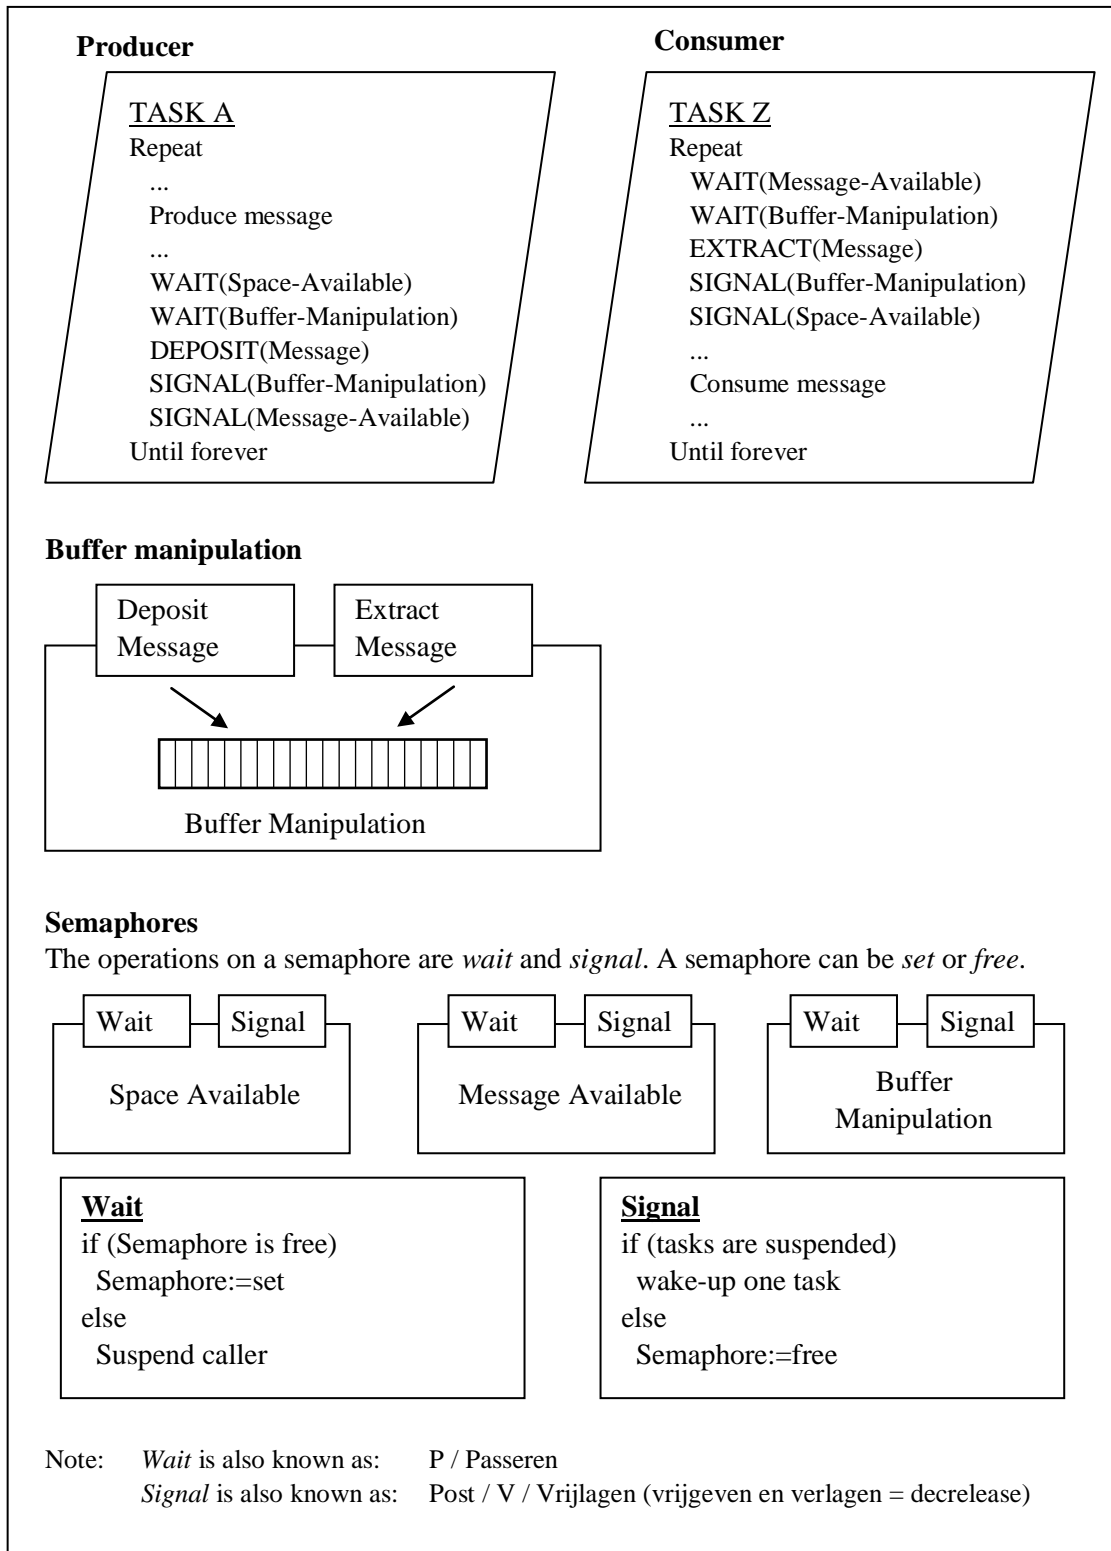 Producer
TASK A
Repeat
...
Produce message
...
WAIT(Space-Available)
WAIT(Buffer-Manipulation)
DEPOSIT(Message)
SIGNAL(Buffer-Manipulation)
SIGNAL(Message-Available)
Until forever
Consumer
TASK Z
Repeat
WAIT(Message-Available)
WAIT(Buffer-Manipulation)
EXTRACT(Message)
SIGNAL(Buffer-Manipulation)
SIGNAL(Space-Available)
...
Consume message
...
Until forever
Buffer manipulation
Deposit
Message
Extract
Message
Buffer Manipulation
Semaphores
The operations on a semaphore are wait and signal. A semaphore can be set or free.
Wait
Signal
Space Available
Wait
Signal
Message Available
Wait
Signal
Buffer
Manipulation
Wait
if (Semaphore is free)
Semaphore:=set
else
Suspend caller
Signal
if (tasks are suspended)
wake-up one task
else
Semaphore:=free
Note: Wait is also known as: P / Passeren
Signal is also known as: Post / V / Vrijlagen (vrijgeven en verlagen = decrelease)